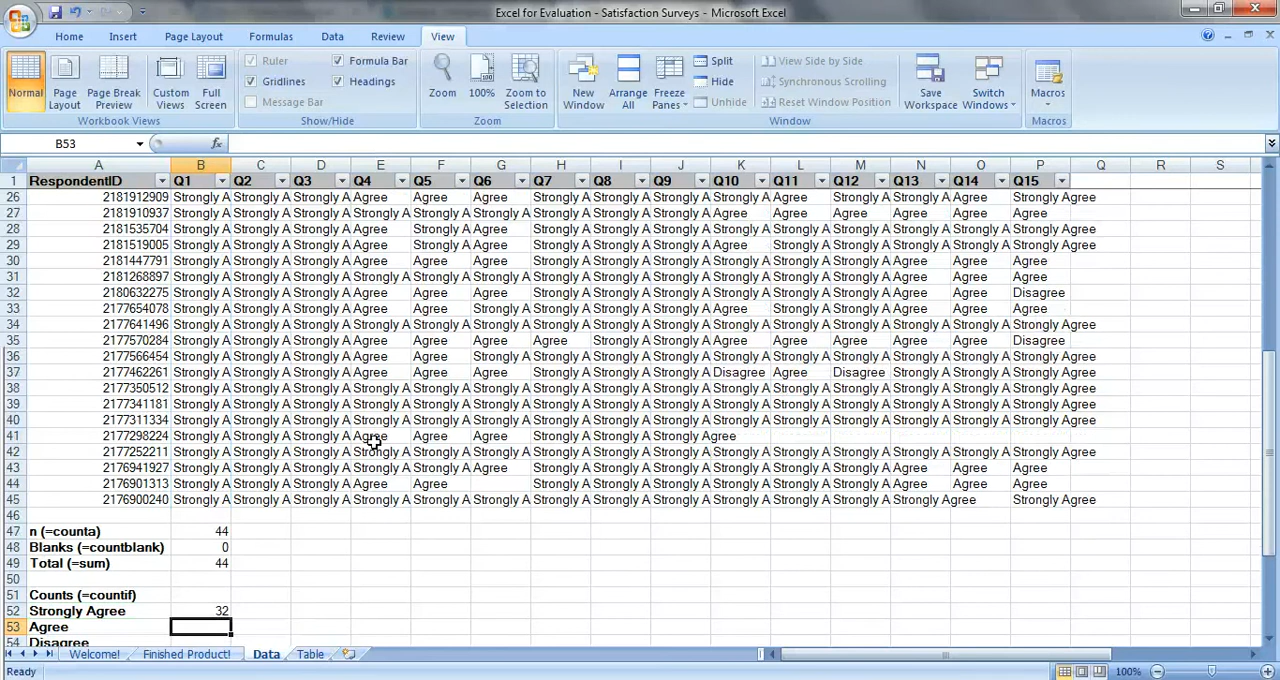 Excel for Evaluation - Satisfaction Surveys - Microsoft Excel
Home Insert Page Layout Formulas Data Review View
Normal Page Layout Page Break Preview Custom Views Full Screen Ruler Formula Bar Gridlines Headings Message Bar Zoom 100% Zoom to Selection New Window Arrange All Freeze Panes Split Hide Unhide View Side by Side Synchronous Scrolling Reset Window Position Save Workspace Switch Windows Macros
Workbook Views Show/Hide Zoom Window Macros
B53 fx
A B C D E F G H I J K L M N O P Q R S
1 RespondentID Q1 Q2 Q3 Q4 Q5 Q6 Q7 Q8 Q9 Q10 Q11 Q12 Q13 Q14 Q15
26 2181912909 Strongly A Strongly A Strongly A Agree Agree Agree Strongly A Strongly A Strongly A Strongly A Agree Strongly A Strongly A Agree Strongly Agree
27 2181910937 Strongly A Strongly A Strongly A Strongly A Strongly A Strongly A Strongly A Strongly A Strongly A Agree Agree Agree Agree Agree Agree
28 2181535704 Strongly A Strongly A Strongly A Agree Strongly A Agree Strongly A Strongly A Strongly A Strongly A Strongly A Strongly A Strongly A Strongly A Strongly Agree
29 2181519005 Strongly A Strongly A Strongly A Agree Strongly A Agree Strongly A Strongly A Strongly A Agree Strongly A Strongly A Strongly A Strongly A Strongly Agree
30 2181447791 Strongly A Strongly A Strongly A Agree Agree Agree Strongly A Strongly A Strongly A Strongly A Strongly A Strongly A Agree Agree Agree
31 2181268897 Strongly A Strongly A Strongly A Strongly A Strongly A Strongly A Strongly A Strongly A Strongly A Strongly A Strongly A Strongly A Agree Agree Agree
32 2180632275 Strongly A Strongly A Strongly A Agree Agree Agree Strongly A Strongly A Strongly A Strongly A Strongly A Strongly A Agree Agree Disagree
33 2177654078 Strongly A Strongly A Strongly A Agree Agree Strongly A Strongly A Strongly A Strongly A Agree Strongly A Strongly A Agree Agree Agree
34 2177641496 Strongly A Strongly A Strongly A Strongly A Strongly A Strongly A Strongly A Strongly A Strongly A Strongly A Strongly A Strongly A Strongly A Strongly A Strongly Agree
35 2177570284 Strongly A Strongly A Strongly A Agree Agree Agree Agree Strongly A Strongly A Agree Agree Agree Strongly A Agree Disagree
36 2177566454 Strongly A Strongly A Strongly A Agree Agree Strongly A Strongly A Strongly A Strongly A Strongly A Strongly A Strongly A Strongly A Strongly A Strongly Agree
37 2177462261 Strongly A Strongly A Strongly A Agree Agree Strongly A Strongly A Strongly A Strongly A Disagree Agree Disagree Strongly A Strongly A Strongly Agree
38 2177350512 Strongly A Strongly A Strongly A Strongly A Strongly A Strongly A Strongly A Strongly A Strongly A Strongly A Strongly A Strongly A Strongly A Strongly A Strongly Agree
39 2177341181 Strongly A Strongly A Strongly A Strongly A Strongly A Strongly A Strongly A Strongly A Strongly A Strongly A Strongly A Strongly A Strongly A Strongly A Strongly Agree
40 2177311334 Strongly A Strongly A Strongly A Strongly A Strongly A Strongly A Strongly A Strongly A Strongly A Strongly A Strongly A Strongly A Strongly A Strongly A Strongly Agree
41 2177298224 Strongly A Strongly A Strongly A Agree Agree Agree Strongly A Strongly A Strongly Agree
42 2177252211 Strongly A Strongly A Strongly A Strongly A Strongly A Strongly A Strongly A Strongly A Strongly A Strongly A Strongly A Strongly A Strongly A Strongly A Strongly Agree
43 2176941927 Strongly A Strongly A Strongly A Strongly A Strongly A Agree Strongly A Strongly A Strongly A Strongly A Strongly A Strongly A Agree Agree Agree
44 2176901313 Strongly A Strongly A Strongly A Agree Agree Strongly A Strongly A Strongly A Strongly A Strongly A Strongly A Agree Agree Agree
45 2176900240 Strongly A Strongly A Strongly A Strongly A Strongly A Strongly A Strongly A Strongly A Strongly A Strongly A Strongly A Strongly A Strongly Agree Strongly Agree
46
47 n (=counta) 44
48 Blanks (=countblank) 0
49 Total (=sum) 44
50
51 Counts (=countif)
52 Strongly Agree 32
53 Agree
54 Disagree
Welcome! Finished Product! Data Table
Ready 100%